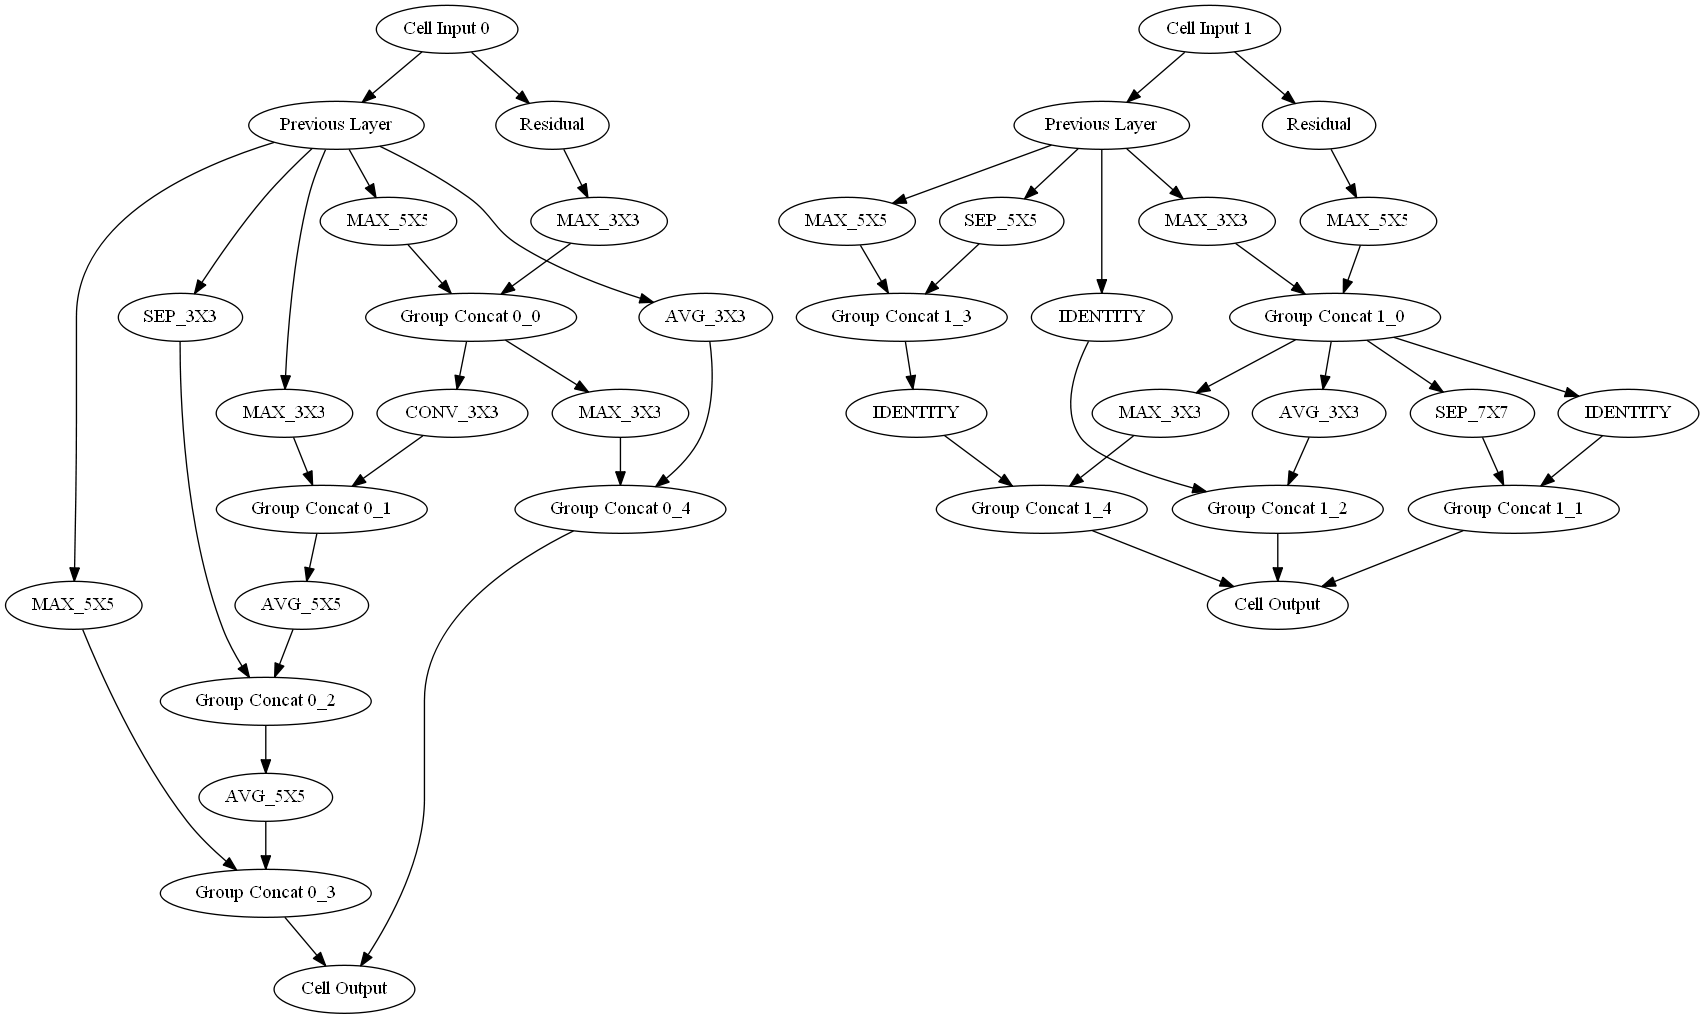 Cell Input 0
Cell Input 1
Previous Layer
Residual
Previous Layer
Residual
MAX_5X5
MAX_3X3
MAX_5X5
SEP_5X5
MAX_3X3
MAX_5X5
SEP_3X3
Group Concat 0_0
AVG_3X3
Group Concat 1_3
IDENTITY
Group Concat 1_0
MAX_3X3
CONV_3X3
MAX_3X3
IDENTITY
MAX_3X3
AVG_3X3
SEP_7X7
IDENTITY
Group Concat 0_1
Group Concat 0_4
Group Concat 1_4
Group Concat 1_2
Group Concat 1_1
MAX_5X5
AVG_5X5
Cell Output
Group Concat 0_2
AVG_5X5
Group Concat 0_3
Cell Output